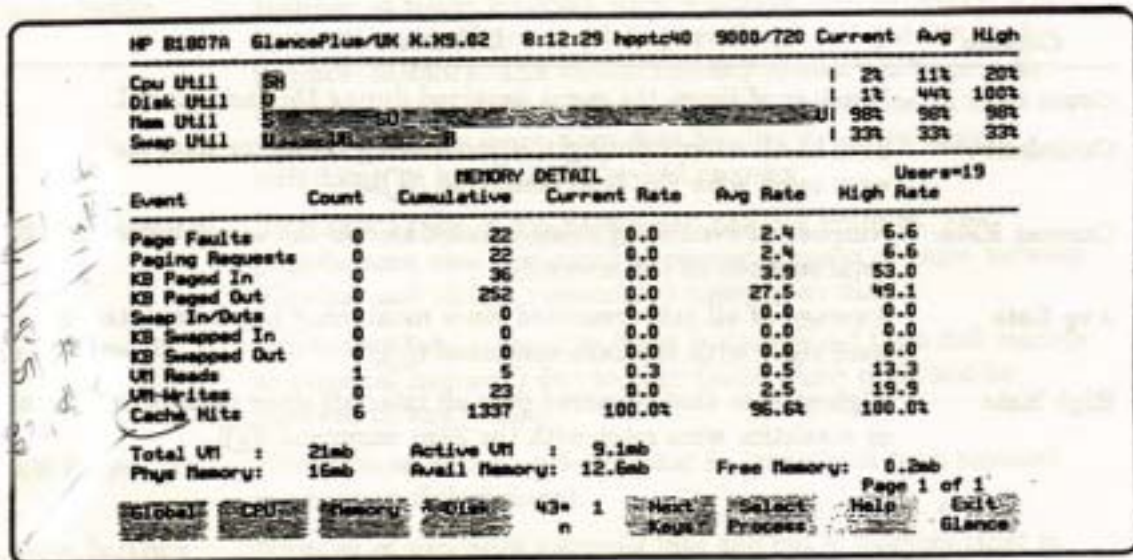 HP B1807A GlancePlus/UX X.X9.02 8:12:29 hpptc40 9000/720 Current Avg High
Cpu Util SR | 2% 11% 20%
Disk Util D | 1% 44% 100%
Mem Util S SU U| 98% 98% 98%
Swap Util U UR R | 33% 33% 33%
MEMORY DETAIL Users=19
Event Count Cumulative Current Rate Avg Rate High Rate
Page Faults 0 22 0.0 2.4 6.6
Paging Requests 0 22 0.0 2.4 6.6
KB Paged In 0 36 0.0 3.9 53.0
KB Paged Out 0 252 0.0 27.5 49.1
Swap In/Outs 0 0 0.0 0.0 0.0
KB Swapped In 0 0 0.0 0.0 0.0
KB Swapped Out 0 0 0.0 0.0 0.0
VM Reads 1 5 0.3 0.5 13.3
VM Writes 0 23 0.0 2.5 19.9
Cache Hits 6 1337 100.0% 96.6% 100.0%
Total VM : 21mb Active VM : 9.1mb
Phys Memory: 16mb Avail Memory: 12.6mb Free Memory: 0.2mb
Page 1 of 1
Global CPU Memory Disk 43* 1 Next Select Help Exit
n Keys Process Glance